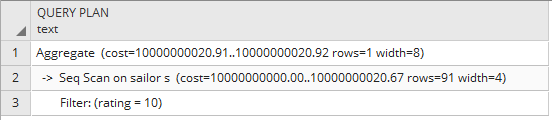 QUERY PLAN
text
1 Aggregate (cost=10000000020.91..10000000020.92 rows=1 width=8)
2 -> Seq Scan on sailor s (cost=10000000000.00..10000000020.67 rows=91 width=4)
3 Filter: (rating = 10)